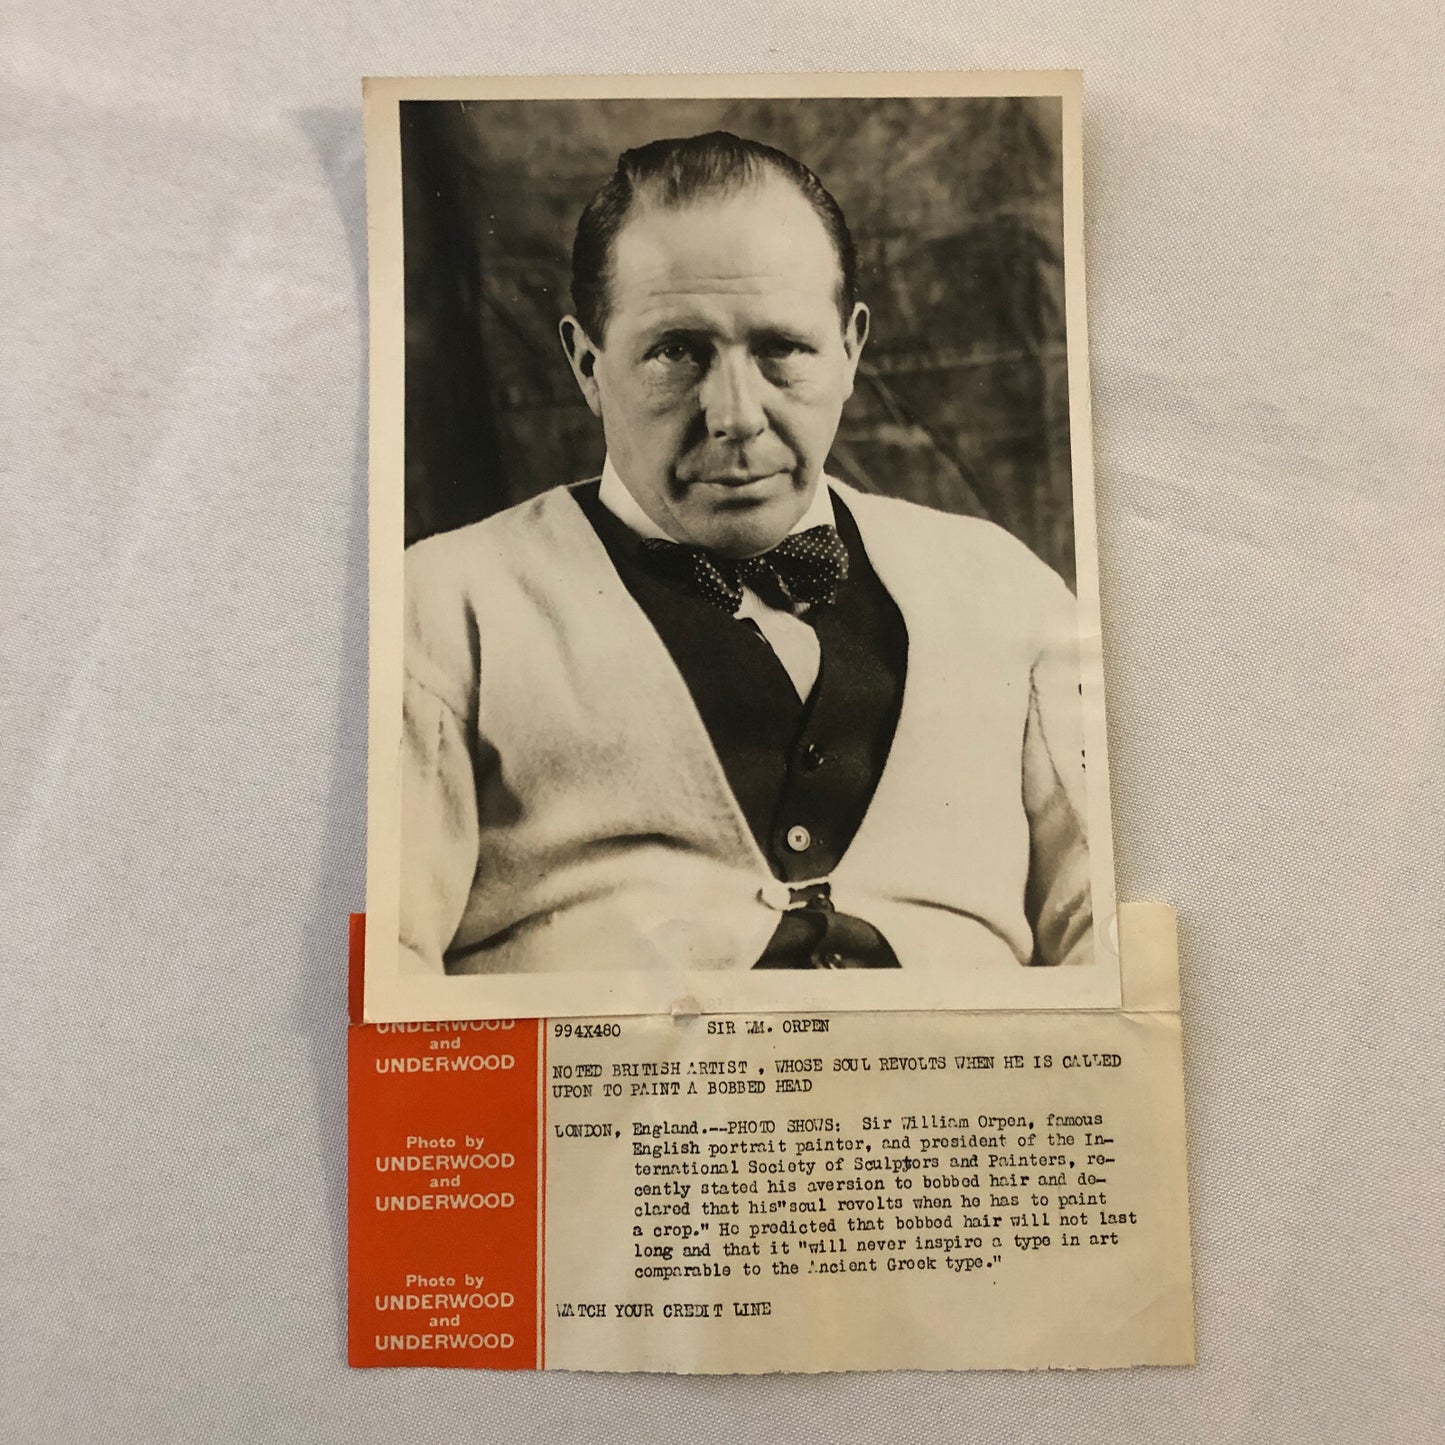 UNDERWOOD
and
UNDERWOOD
Photo by
UNDERWOOD
and
UNDERWOOD
Photo by
UNDERWOOD
and
UNDERWOOD
994X480 SIR WM. ORPEN
NOTED BRITISH ARTIST , WHOSE SOUL REVOLTS WHEN HE IS CALLED
UPON TO PAINT A BOBBED HEAD
LONDON, England.--PHOTO SHOWS: Sir William Orpen, famous
English portrait painter, and president of the In-
ternational Society of Sculptors and Painters, re-
cently stated his aversion to bobbed hair and de-
clared that his"soul revolts when he has to paint
a crop." He predicted that bobbed hair will not last
long and that it "will never inspire a type in art
comparable to the Ancient Greek type."
WATCH YOUR CREDIT LINE